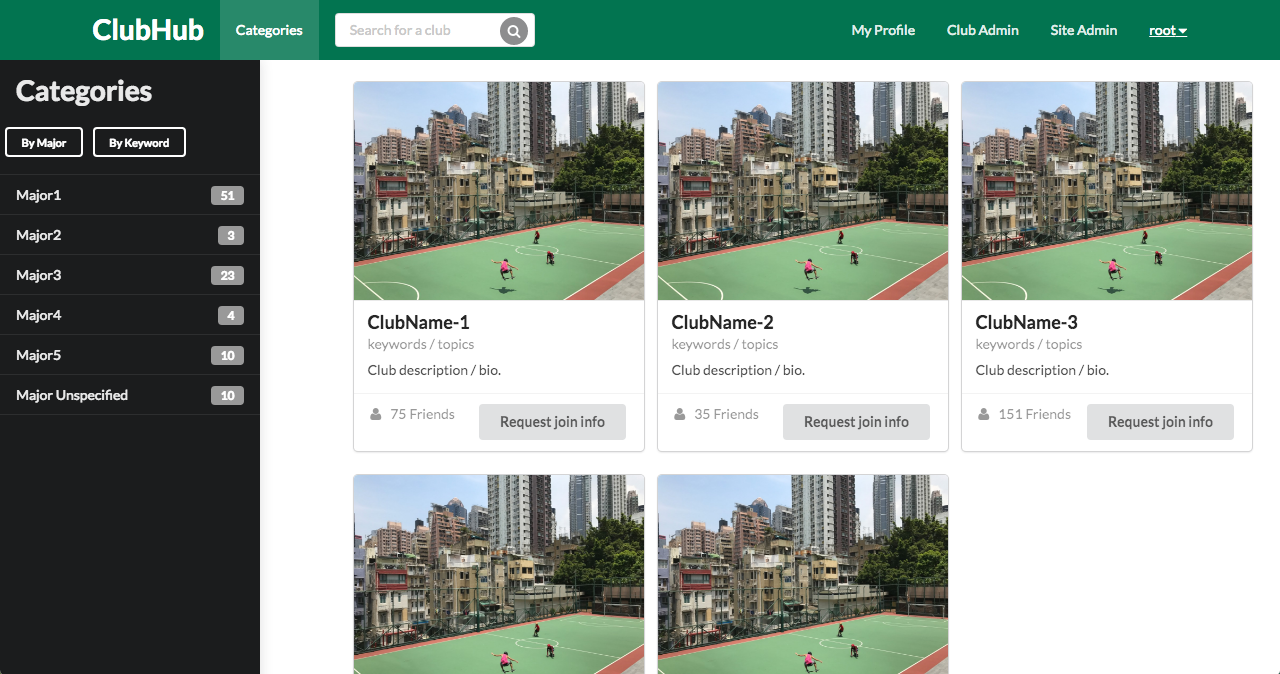 ClubHub
Categories
Search for a club
My Profile
Club Admin
Site Admin
root
Categories
By Major
By Keyword
Major1 51
Major2 3
Major3 23
Major4 4
Major5 10
Major Unspecified 10
ClubName-1
keywords / topics
Club description / bio.
75 Friends
Request join info
ClubName-2
keywords / topics
Club description / bio.
35 Friends
Request join info
ClubName-3
keywords / topics
Club description / bio.
151 Friends
Request join info